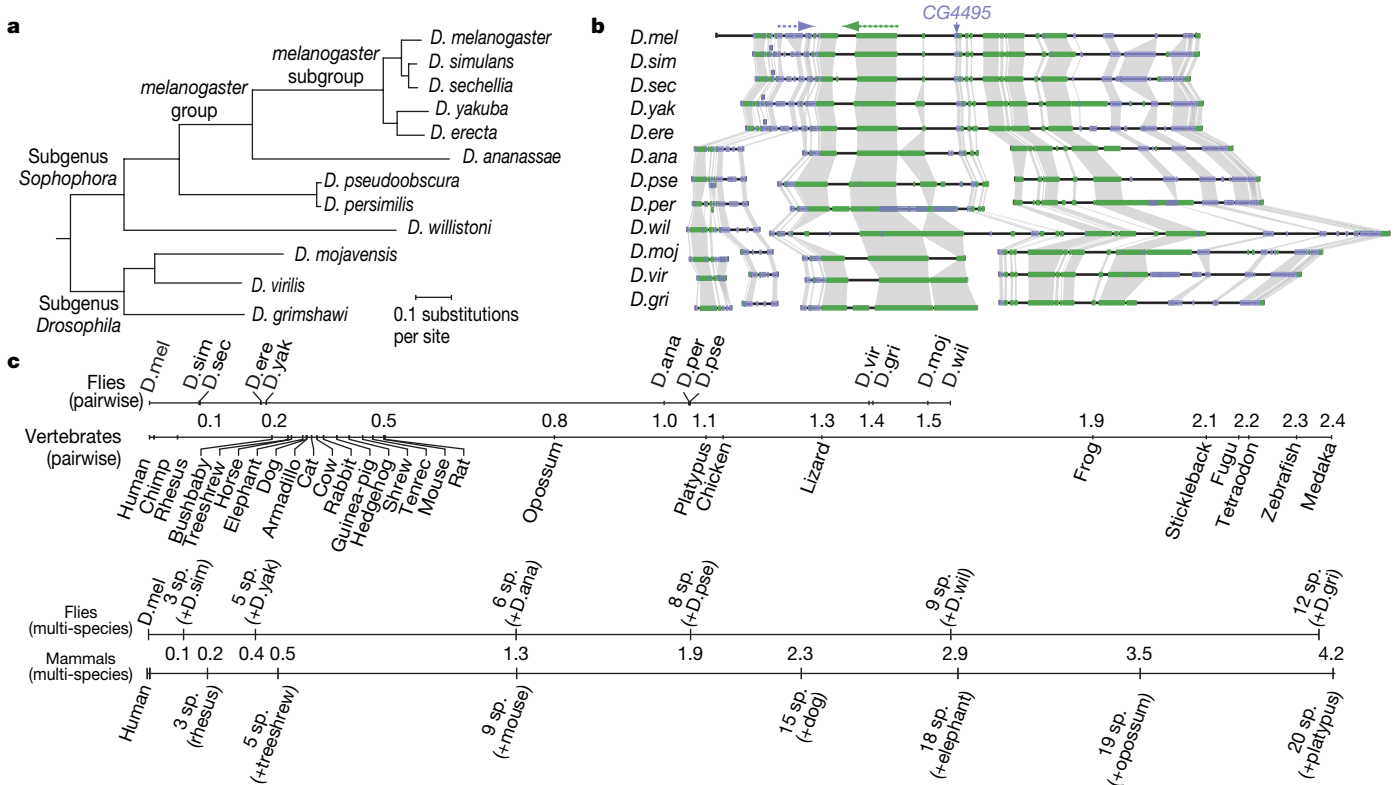 a
D. melanogaster
D. simulans
D. sechellia
D. yakuba
D. erecta
D. ananassae
D. pseudoobscura
D. persimilis
D. willistoni
D. mojavensis
D. virilis
D. grimshawi
melanogaster
subgroup
melanogaster
group
Subgenus
Sophophora
Subgenus
Drosophila
0.1 substitutions
per site
b
CG4495
D.mel
D.sim
D.sec
D.yak
D.ere
D.ana
D.pse
D.per
D.wil
D.moj
D.vir
D.gri
c
Flies
(pairwise)
D.mel
D.sim
D.sec
D.ere
D.yak
D.ana
D.per
D.pse
D.vir
D.gri
D.moj
D.wil
0.1
0.2
0.5
0.8
1.0
1.1
1.3
1.4
1.5
1.9
2.1
2.2
2.3
2.4
Vertebrates
(pairwise)
Human
Chimp
Rhesus
Bushbaby
Treeshrew
Horse
Elephant
Dog
Armadillo
Cat
Cow
Rabbit
Guinea-pig
Hedgehog
Shrew
Tenrec
Mouse
Rat
Opossum
Platypus
Chicken
Lizard
Frog
Stickleback
Fugu
Tetraodon
Zebrafish
Medaka
Flies
(multi-species)
D.mel
3 sp.
(+D.sim)
5 sp.
(+D.yak)
6 sp.
(+D.ana)
8 sp.
(+D.pse)
9 sp.
(+D.wil)
12 sp.
(+D.gri)
0.1
0.2
0.4
0.5
1.3
1.9
2.3
2.9
3.5
4.2
Mammals
(multi-species)
Human
3 sp.
(rhesus)
5 sp.
(+treeshrew)
9 sp.
(+mouse)
15 sp.
(+dog)
18 sp.
(+elephant)
19 sp.
(+opossum)
20 sp.
(+platypus)